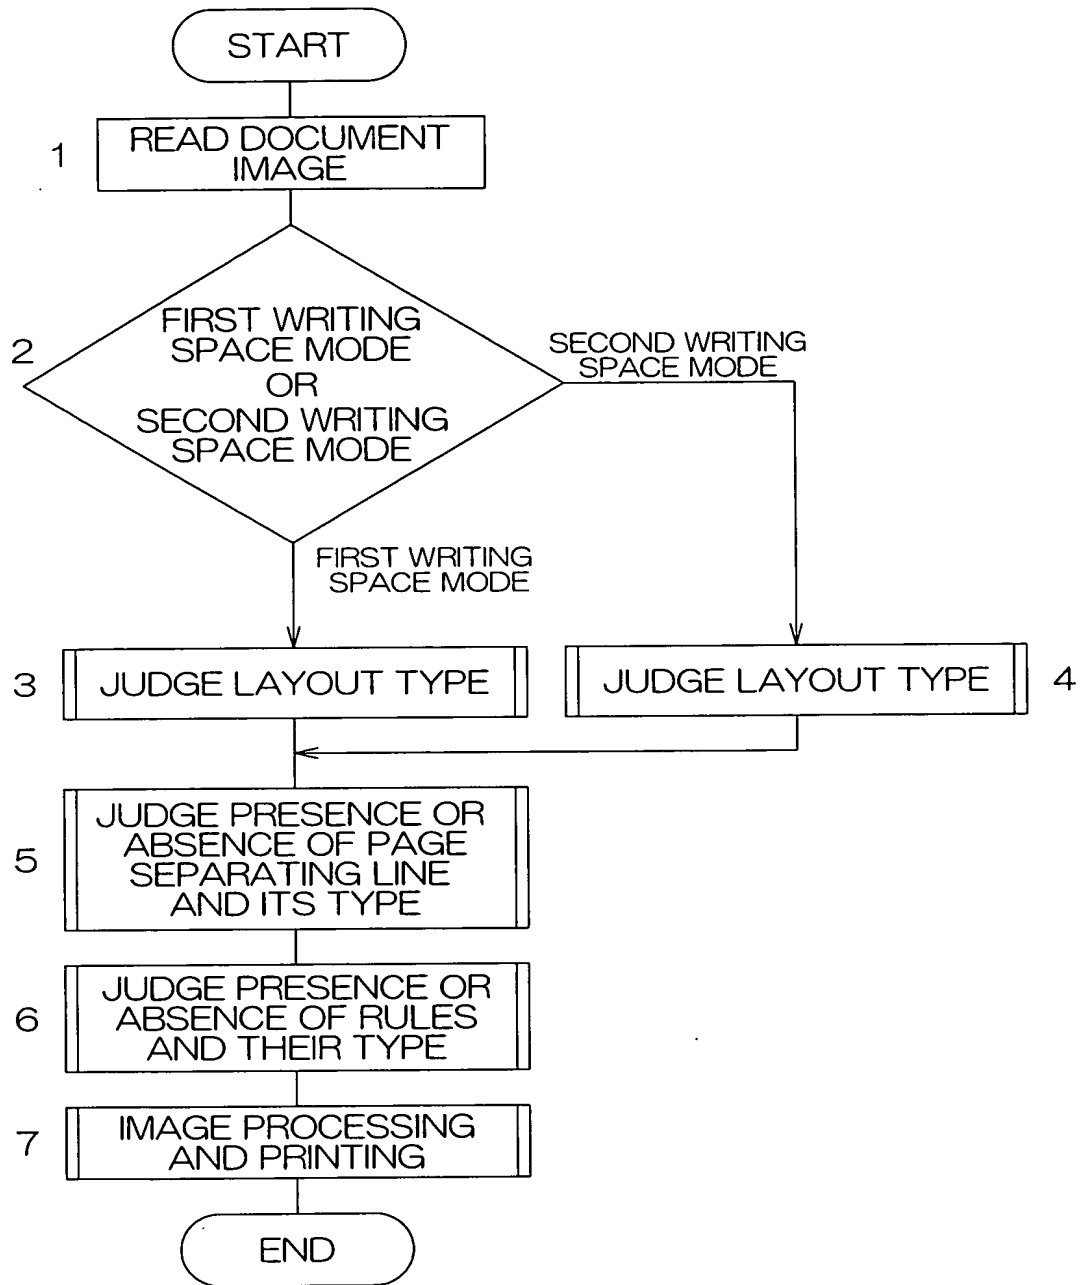 START
1
READ DOCUMENT
IMAGE
2
FIRST WRITING
SPACE MODE
OR
SECOND WRITING
SPACE MODE
SECOND WRITING
SPACE MODE
FIRST WRITING
SPACE MODE
3
JUDGE LAYOUT TYPE
JUDGE LAYOUT TYPE
4
5
JUDGE PRESENCE OR
ABSENCE OF PAGE
SEPARATING LINE
AND ITS TYPE
6
JUDGE PRESENCE OR
ABSENCE OF RULES
AND THEIR TYPE
7
IMAGE PROCESSING
AND PRINTING
END